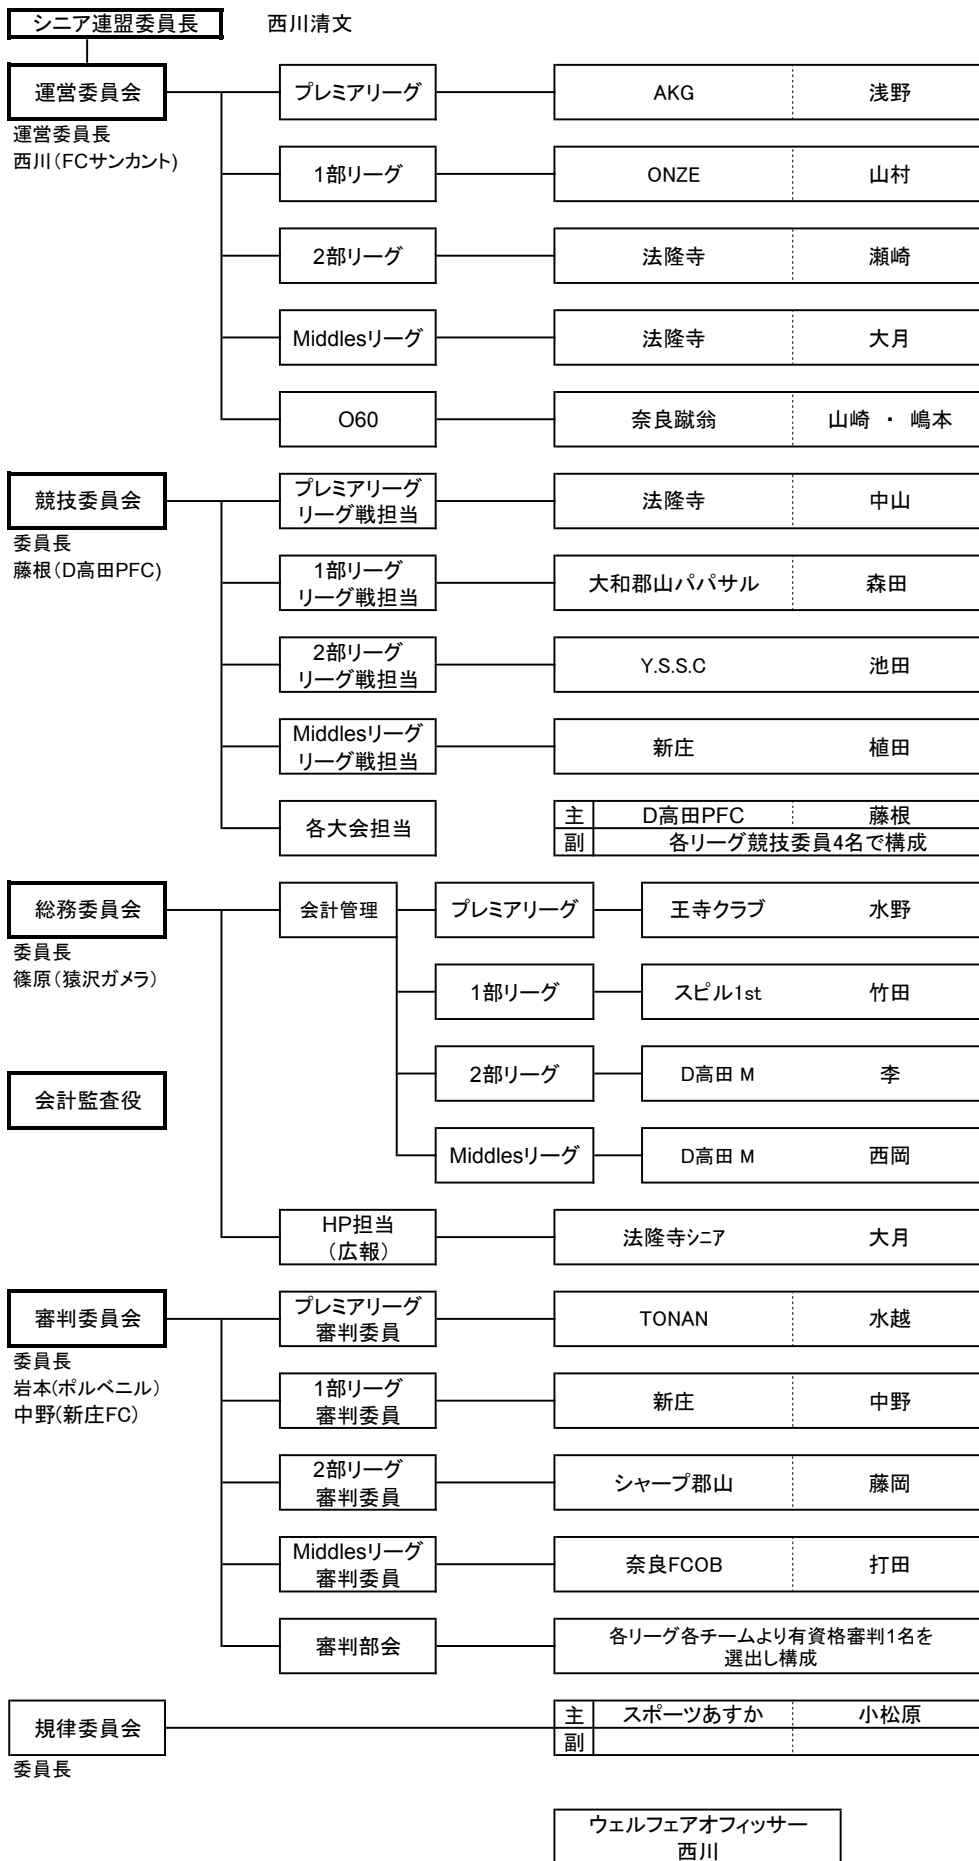 シニア連盟委員長 西川清文
運営委員会 プレミアリーグ AKG 浅野
運営委員長
西川(FCサンカント)
1部リーグ ONZE 山村
2部リーグ 法隆寺 瀬崎
Middlesリーグ 法隆寺 大月
O60 奈良蹴翁 山崎 ・ 嶋本
競技委員会 プレミアリーグ
リーグ戦担当 法隆寺 中山
委員長
藤根(D高田PFC)
1部リーグ
リーグ戦担当 大和郡山パパサル 森田
2部リーグ
リーグ戦担当 Y.S.S.C 池田
Middlesリーグ
リーグ戦担当 新庄 植田
各大会担当 主 D高田PFC 藤根
副 各リーグ競技委員4名で構成
総務委員会 会計管理 プレミアリーグ 王寺クラブ 水野
委員長
篠原(猿沢ガメラ)
1部リーグ スピル1st 竹田
2部リーグ D高田 M 李
会計監査役
Middlesリーグ D高田 M 西岡
HP担当
(広報) 法隆寺シニア 大月
審判委員会 プレミアリーグ
審判委員 TONAN 水越
委員長
岩本(ポルベニル)
中野(新庄FC)
1部リーグ
審判委員 新庄 中野
2部リーグ
審判委員 シャープ郡山 藤岡
Middlesリーグ
審判委員 奈良FCOB 打田
審判部会 各リーグ各チームより有資格審判1名を
選出し構成
規律委員会 主 スポーツあすか 小松原
副
委員長
ウェルフェアオフィッサー
西川